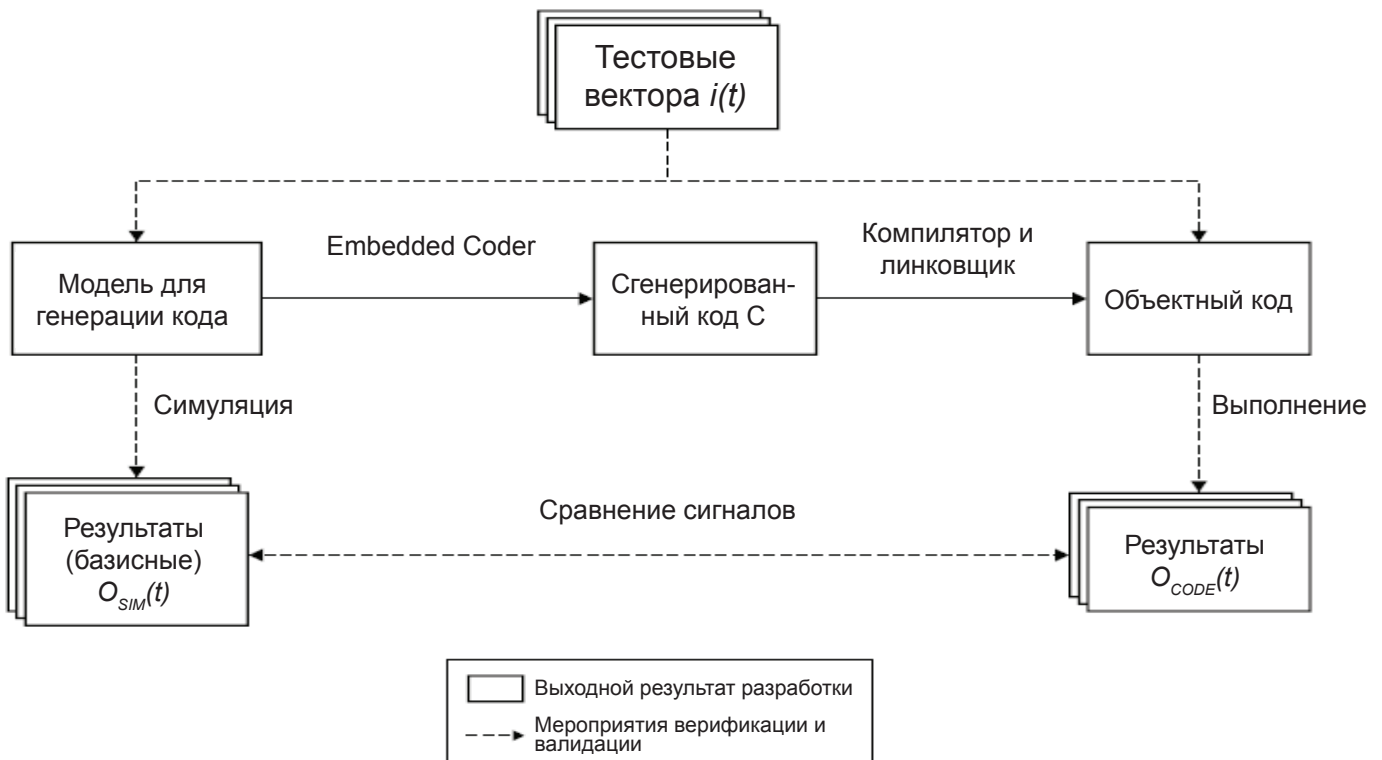 Тестовые
вектора i(t)
Embedded Coder
Компилятор и
линковщик
Модель для
генерации кода
Сгенерирован-
ный код C
Объектный код
Симуляция
Выполнение
Результаты
(базисные)
O_SIM(t)
Сравнение сигналов
Результаты
O_CODE(t)
Выходной результат разработки
Мероприятия верификации и
валидации